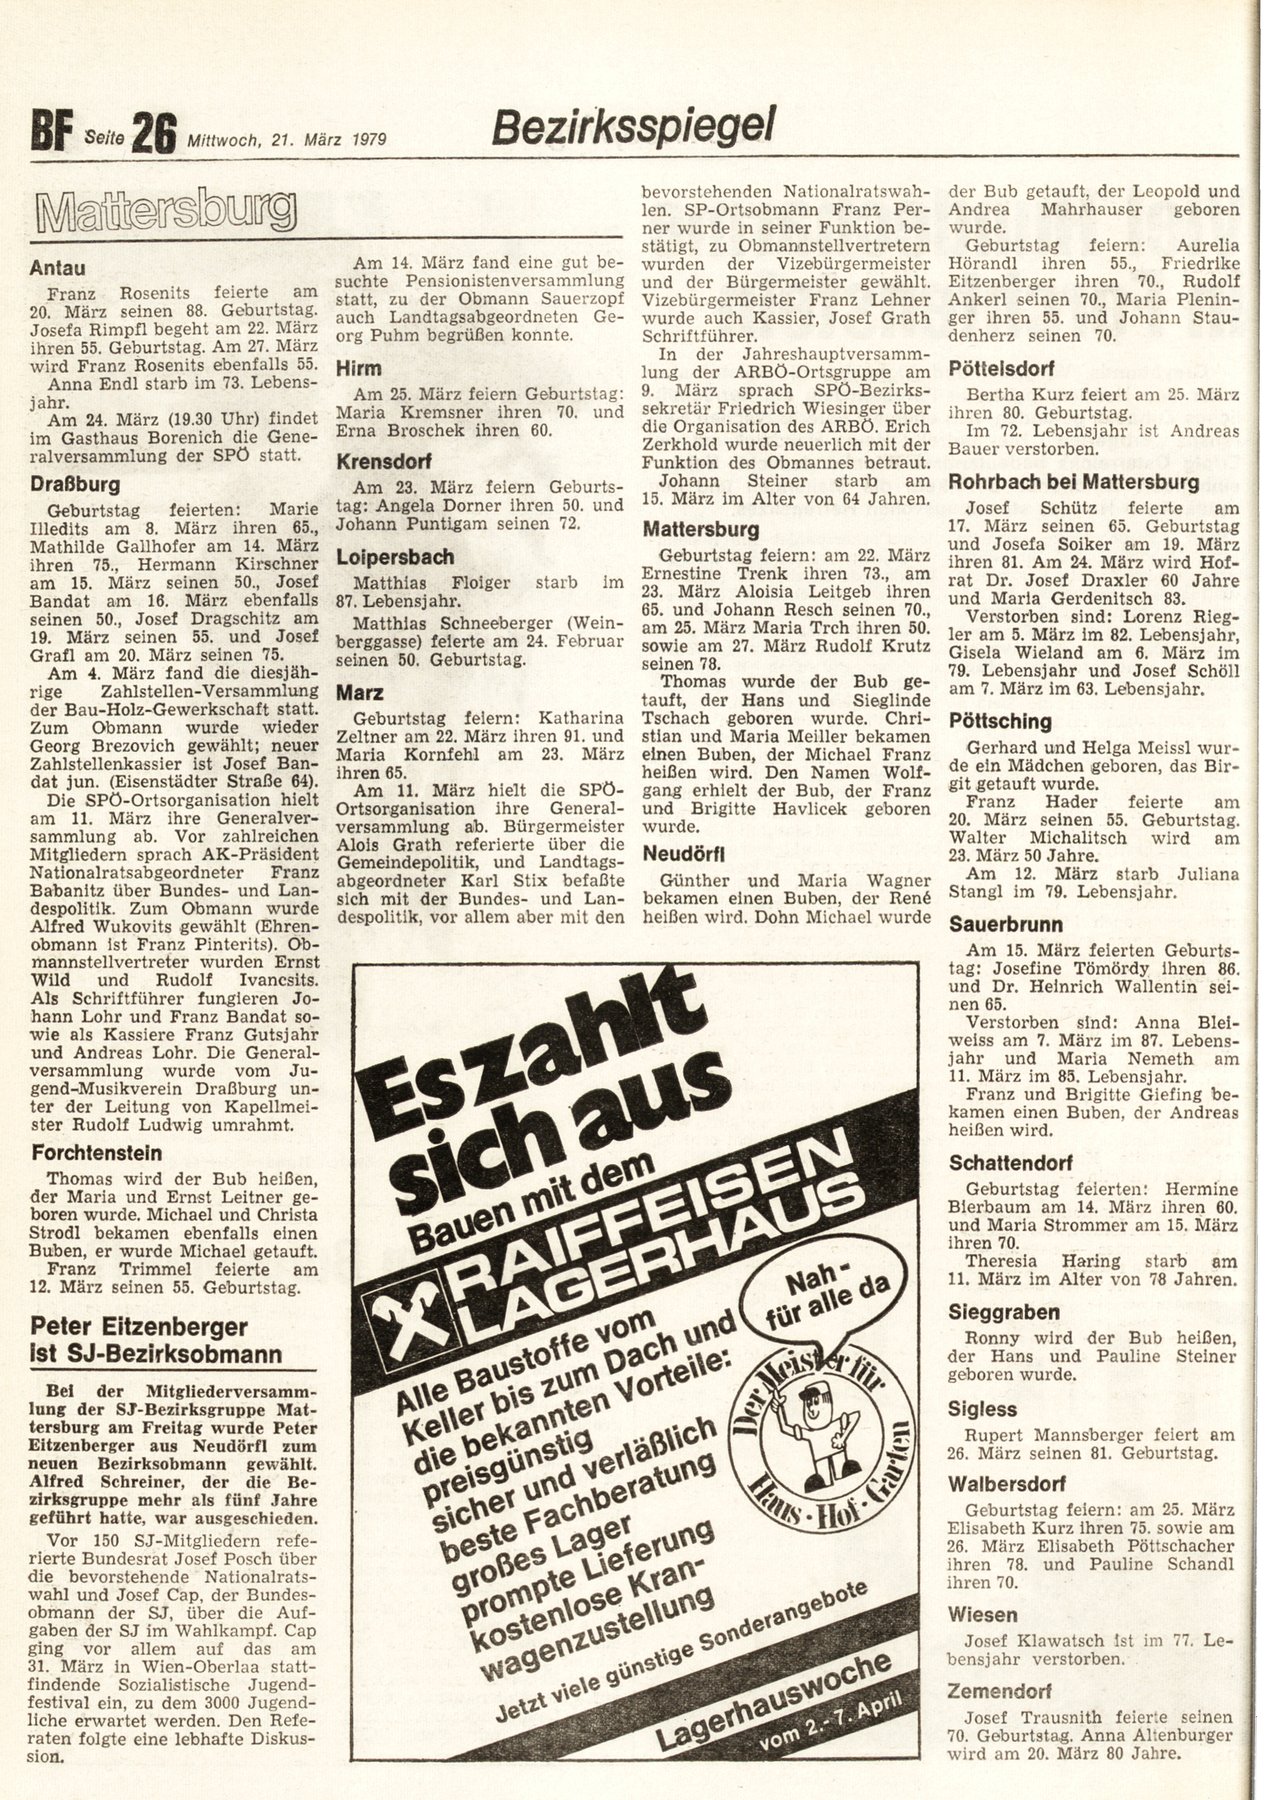 BF Seite 26 Mittwoch, 21. März 1979
Bezirksspiegel
Mattersburg
Antau
Franz Rosenits feierte am
20. März seinen 88. Geburtstag.
Josefa Rimpfl begeht am 22. März
ihren 55. Geburtstag. Am 27. März
wird Franz Rosenits ebenfalls 55.
Anna Endl starb im 73. Lebens-
jahr.
Am 24. März (19.30 Uhr) findet
im Gasthaus Borenich die Gene-
ralversammlung der SPÖ statt.
Draßburg
Geburtstag feierten: Marie
Illedits am 8. März ihren 65.,
Mathilde Gallhofer am 14. März
ihren 75., Hermann Kirschner
am 15. März seinen 50., Josef
Bandat am 16. März ebenfalls
seinen 50., Josef Dragschitz am
19. März seinen 55. und Josef
Grafl am 20. März seinen 75.
Am 4. März fand die diesjäh-
rige Zahlstellen-Versammlung
der Bau-Holz-Gewerkschaft statt.
Zum Obmann wurde wieder
Georg Brezovich gewählt; neuer
Zahlstellenkassier ist Josef Ban-
dat jun. (Eisenstädter Straße 64).
Die SPÖ-Ortsorganisation hielt
am 11. März ihre Generalver-
sammlung ab. Vor zahlreichen
Mitgliedern sprach AK-Präsident
Nationalratsabgeordneter Franz
Babanitz über Bundes- und Lan-
despolitik. Zum Obmann wurde
Alfred Wukovits gewählt (Ehren-
obmann ist Franz Pinterits). Ob-
mannstellvertreter wurden Ernst
Wild und Rudolf Ivancsits.
Als Schriftführer fungieren Jo-
hann Lohr und Franz Bandat so-
wie als Kassiere Franz Gutsjahr
und Andreas Lohr. Die General-
versammlung wurde vom Ju-
gend-Musikverein Draßburg un-
ter der Leitung von Kapellmei-
ster Rudolf Ludwig umrahmt.
Forchtenstein
Thomas wird der Bub heißen,
der Maria und Ernst Leitner ge-
boren wurde. Michael und Christa
Strodl bekamen ebenfalls einen
Buben, er wurde Michael getauft.
Franz Trimmel feierte am
12. März seinen 55. Geburtstag.
Peter Eitzenberger
ist SJ-Bezirksobmann
Bei der Mitgliederversamm-
lung der SJ-Bezirksgruppe Mat-
tersburg am Freitag wurde Peter
Eitzenberger aus Neudörfl zum
neuen Bezirksobmann gewählt.
Alfred Schreiner, der die Be-
zirksgruppe mehr als fünf Jahre
geführt hatte, war ausgeschieden.
Vor 150 SJ-Mitgliedern refe-
rierte Bundesrat Josef Posch über
die bevorstehende Nationalrats-
wahl und Josef Cap, der Bundes-
obmann der SJ, über die Auf-
gaben der SJ im Wahlkampf. Cap
ging vor allem auf das am
31. März in Wien-Oberlaa statt-
findende Sozialistische Jugend-
festival ein, zu dem 3000 Jugend-
liche erwartet werden. Den Refe-
raten folgte eine lebhafte Diskus-
sion.
Am 14. März fand eine gut be-
suchte Pensionistenversammlung
statt, zu der Obmann Sauerzopf
auch Landtagsabgeordneten Ge-
org Puhm begrüßen konnte.
Hirm
Am 25. März feiern Geburtstag:
Maria Kremsner ihren 70. und
Erna Broschek ihren 60.
Krensdorf
Am 23. März feiern Geburts-
tag: Angela Dorner ihren 50. und
Johann Puntigam seinen 72.
Loipersbach
Matthias Floiger starb im
87. Lebensjahr.
Matthias Schneeberger (Wein-
berggasse) feierte am 24. Februar
seinen 50. Geburtstag.
Marz
Geburtstag feiern: Katharina
Zeltner am 22. März ihren 91. und
Maria Kornfehl am 23. März
ihren 65.
Am 11. März hielt die SPÖ-
Ortsorganisation ihre General-
versammlung ab. Bürgermeister
Alois Grath referierte über die
Gemeindepolitik, und Landtags-
abgeordneter Karl Stix befaßte
sich mit der Bundes- und Lan-
despolitik, vor allem aber mit den
bevorstehenden Nationalratswah-
len. SP-Ortsobmann Franz Per-
ner wurde in seiner Funktion be-
stätigt, zu Obmannstellvertretern
wurden der Vizebürgermeister
und der Bürgermeister gewählt.
Vizebürgermeister Franz Lehner
wurde auch Kassier, Josef Grath
Schriftführer.
In der Jahreshauptversamm-
lung der ARBÖ-Ortsgruppe am
9. März sprach SPÖ-Bezirks-
sekretär Friedrich Wiesinger über
die Organisation des ARBÖ. Erich
Zerkhold wurde neuerlich mit der
Funktion des Obmannes betraut.
Johann Steiner starb am
15. März im Alter von 64 Jahren.
Mattersburg
Geburtstag feiern: am 22. März
Ernestine Trenk ihren 73., am
23. März Aloisia Leitgeb ihren
65. und Johann Resch seinen 70.,
am 25. März Maria Trch ihren 50.
sowie am 27. März Rudolf Krutz
seinen 78.
Thomas wurde der Bub ge-
tauft, der Hans und Sieglinde
Tschach geboren wurde. Chri-
stian und Maria Meiller bekamen
einen Buben, der Michael Franz
heißen wird. Den Namen Wolf-
gang erhielt der Bub, der Franz
und Brigitte Havlicek geboren
wurde.
Neudörfl
Günther und Maria Wagner
bekamen einen Buben, der René
heißen wird. Dohn Michael wurde
der Bub getauft, der Leopold und
Andrea Mahrhauser geboren
wurde.
Geburtstag feiern: Aurelia
Hörandl ihren 55., Friedrike
Eitzenberger ihren 70., Rudolf
Ankerl seinen 70., Maria Plenin-
ger ihren 55. und Johann Stau-
denherz seinen 70.
Pöttelsdorf
Bertha Kurz feiert am 25. März
ihren 80. Geburtstag.
Im 72. Lebensjahr ist Andreas
Bauer verstorben.
Rohrbach bei Mattersburg
Josef Schütz feierte am
17. März seinen 65. Geburtstag
und Josefa Soiker am 19. März
ihren 81. Am 24. März wird Hof-
rat Dr. Josef Draxler 60 Jahre
und Maria Gerdenitsch 83.
Verstorben sind: Lorenz Rieg-
ler am 5. März im 82. Lebensjahr,
Gisela Wieland am 6. März im
79. Lebensjahr und Josef Schöll
am 7. März im 63. Lebensjahr.
Pöttsching
Gerhard und Helga Meissl wur-
de ein Mädchen geboren, das Bir-
git getauft wurde.
Franz Hader feierte am
20. März seinen 55. Geburtstag.
Walter Michalitsch wird am
23. März 50 Jahre.
Am 12. März starb Juliana
Stangl im 79. Lebensjahr.
Sauerbrunn
Am 15. März feierten Geburts-
tag: Josefine Tömördy ihren 86.
und Dr. Heinrich Wallentin sei-
nen 65.
Verstorben sind: Anna Blei-
weiss am 7. März im 87. Lebens-
jahr und Maria Nemeth am
11. März im 85. Lebensjahr.
Franz und Brigitte Giefing be-
kamen einen Buben, der Andreas
heißen wird.
Schattendorf
Geburtstag feierten: Hermine
Bierbaum am 14. März ihren 60.
und Maria Strommer am 15. März
ihren 70.
Theresia Haring starb am
11. März im Alter von 78 Jahren.
Sieggraben
Ronny wird der Bub heißen,
der Hans und Pauline Steiner
geboren wurde.
Sigless
Rupert Mannsberger feiert am
26. März seinen 81. Geburtstag.
Walbersdorf
Geburtstag feiern: am 25. März
Elisabeth Kurz ihren 75. sowie am
26. März Elisabeth Pöttschacher
ihren 78. und Pauline Schandl
ihren 70.
Wiesen
Josef Klawatsch ist im 77. Le-
bensjahr verstorben.
Zemendorf
Josef Trausnith feierte seinen
70. Geburtstag. Anna Altenburger
wird am 20. März 80 Jahre.
Es zahlt
sich aus
Bauen mit dem
RAIFFEISEN
LAGERHAUS
Nah -
für alle da
Der Meister für
Haus · Hof · Garten
Alle Baustoffe vom
Keller bis zum Dach und
die bekannten Vorteile:
preisgünstig
sicher und verläßlich
beste Fachberatung
großes Lager
prompte Lieferung
kostenlose Kran-
wagenzustellung
Jetzt viele günstige Sonderangebote
Lagerhauswoche
vom 2.-7. April